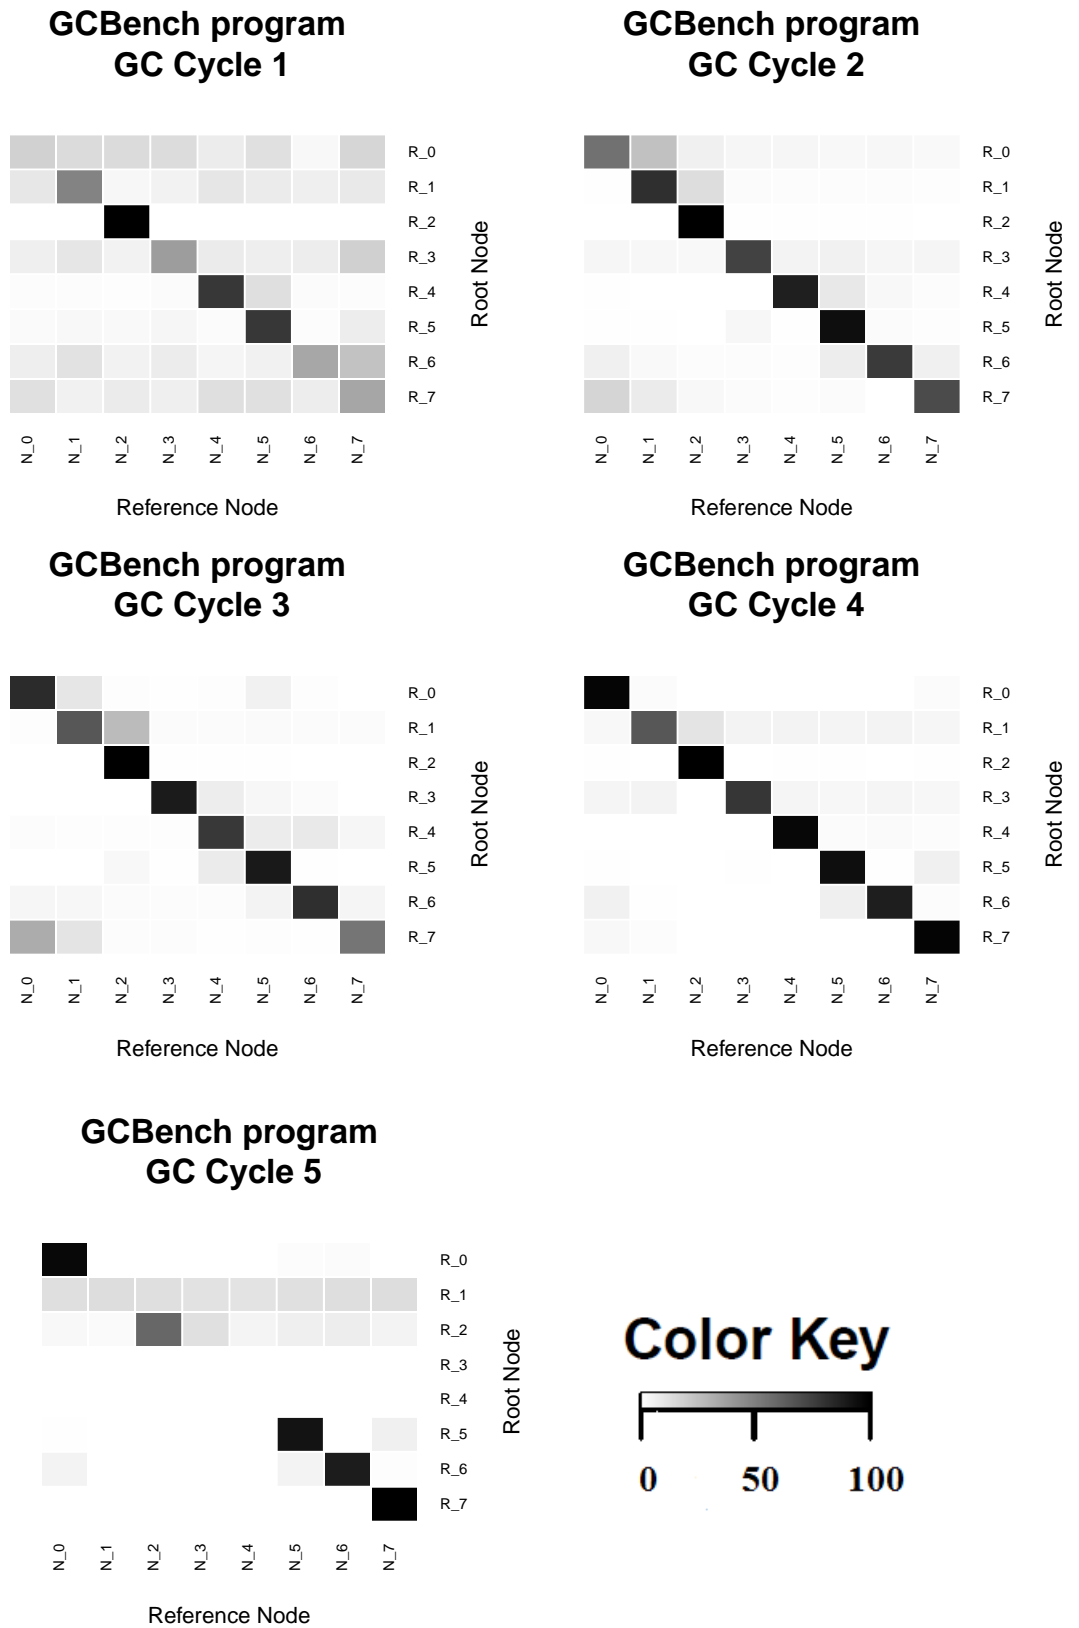 GCBench program
GC Cycle 1
R_0
R_1
R_2
R_3
R_4
R_5
R_6
R_7
Root Node
N_0
N_1
N_2
N_3
N_4
N_5
N_6
N_7
Reference Node
GCBench program
GC Cycle 2
R_0
R_1
R_2
R_3
R_4
R_5
R_6
R_7
Root Node
N_0
N_1
N_2
N_3
N_4
N_5
N_6
N_7
Reference Node
GCBench program
GC Cycle 3
R_0
R_1
R_2
R_3
R_4
R_5
R_6
R_7
Root Node
N_0
N_1
N_2
N_3
N_4
N_5
N_6
N_7
Reference Node
GCBench program
GC Cycle 4
R_0
R_1
R_2
R_3
R_4
R_5
R_6
R_7
Root Node
N_0
N_1
N_2
N_3
N_4
N_5
N_6
N_7
Reference Node
GCBench program
GC Cycle 5
R_0
R_1
R_2
R_3
R_4
R_5
R_6
R_7
Root Node
N_0
N_1
N_2
N_3
N_4
N_5
N_6
N_7
Reference Node
Color Key
0 50 100